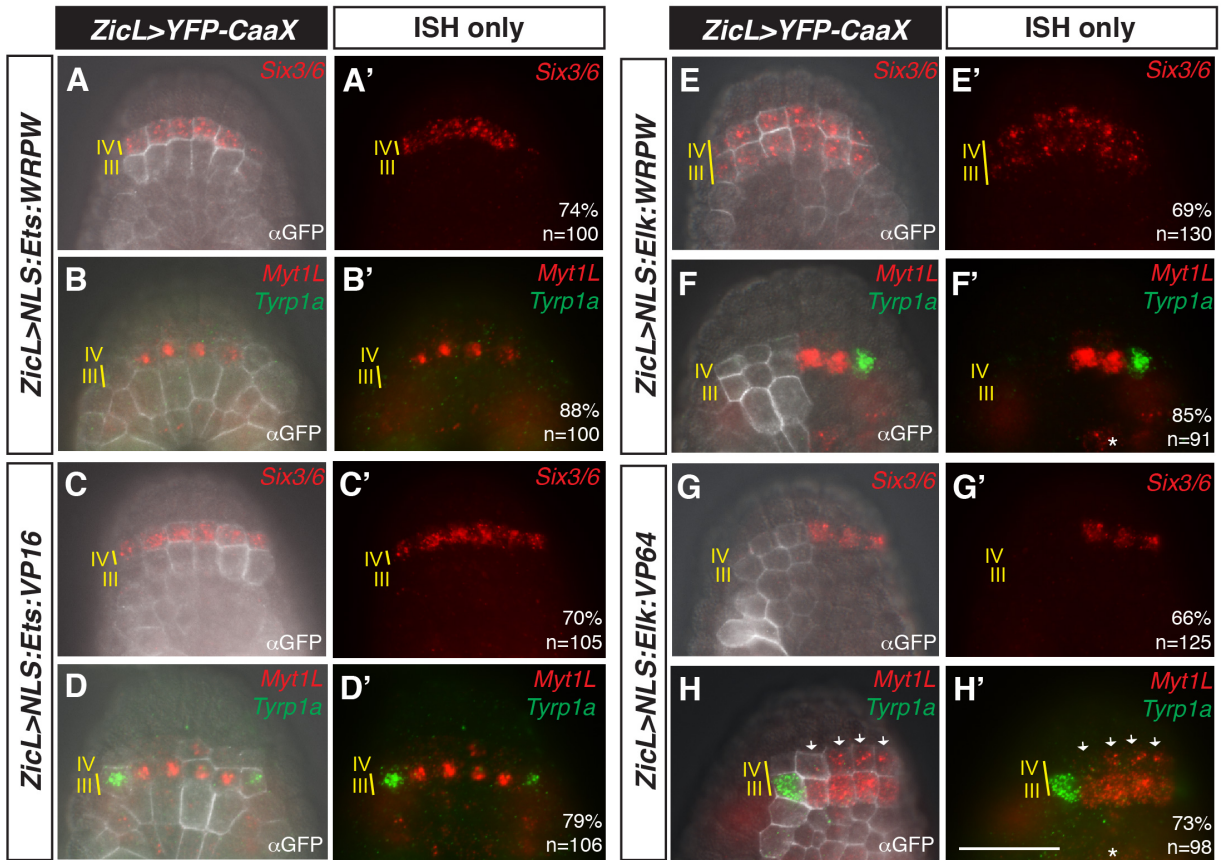 ZicL>YFP-CaaX
ISH only
ZicL>YFP-CaaX
ISH only
ZicL>NLS:Ets:WRPW
A
Six3/6
IV
III
αGFP
A’
Six3/6
IV
III
74%
n=100
B
Myt1L
Tyrp1a
IV
III
αGFP
B’
Myt1L
Tyrp1a
IV
III
88%
n=100
ZicL>NLS:Ets:VP16
C
Six3/6
IV
III
αGFP
C’
Six3/6
IV
III
70%
n=105
D
Myt1L
Tyrp1a
IV
III
αGFP
D’
Myt1L
Tyrp1a
IV
III
79%
n=106
ZicL>NLS:Elk:WRPW
E
Six3/6
IV
III
αGFP
E’
Six3/6
IV
III
69%
n=130
F
Myt1L
Tyrp1a
IV
III
αGFP
F’
Myt1L
Tyrp1a
IV
III
85%
* n=91
ZicL>NLS:Elk:VP64
G
Six3/6
IV
III
αGFP
G’
Six3/6
IV
III
66%
n=125
H
Myt1L
Tyrp1a
IV
III
αGFP
H’
Myt1L
Tyrp1a
IV
III
73%
* n=98